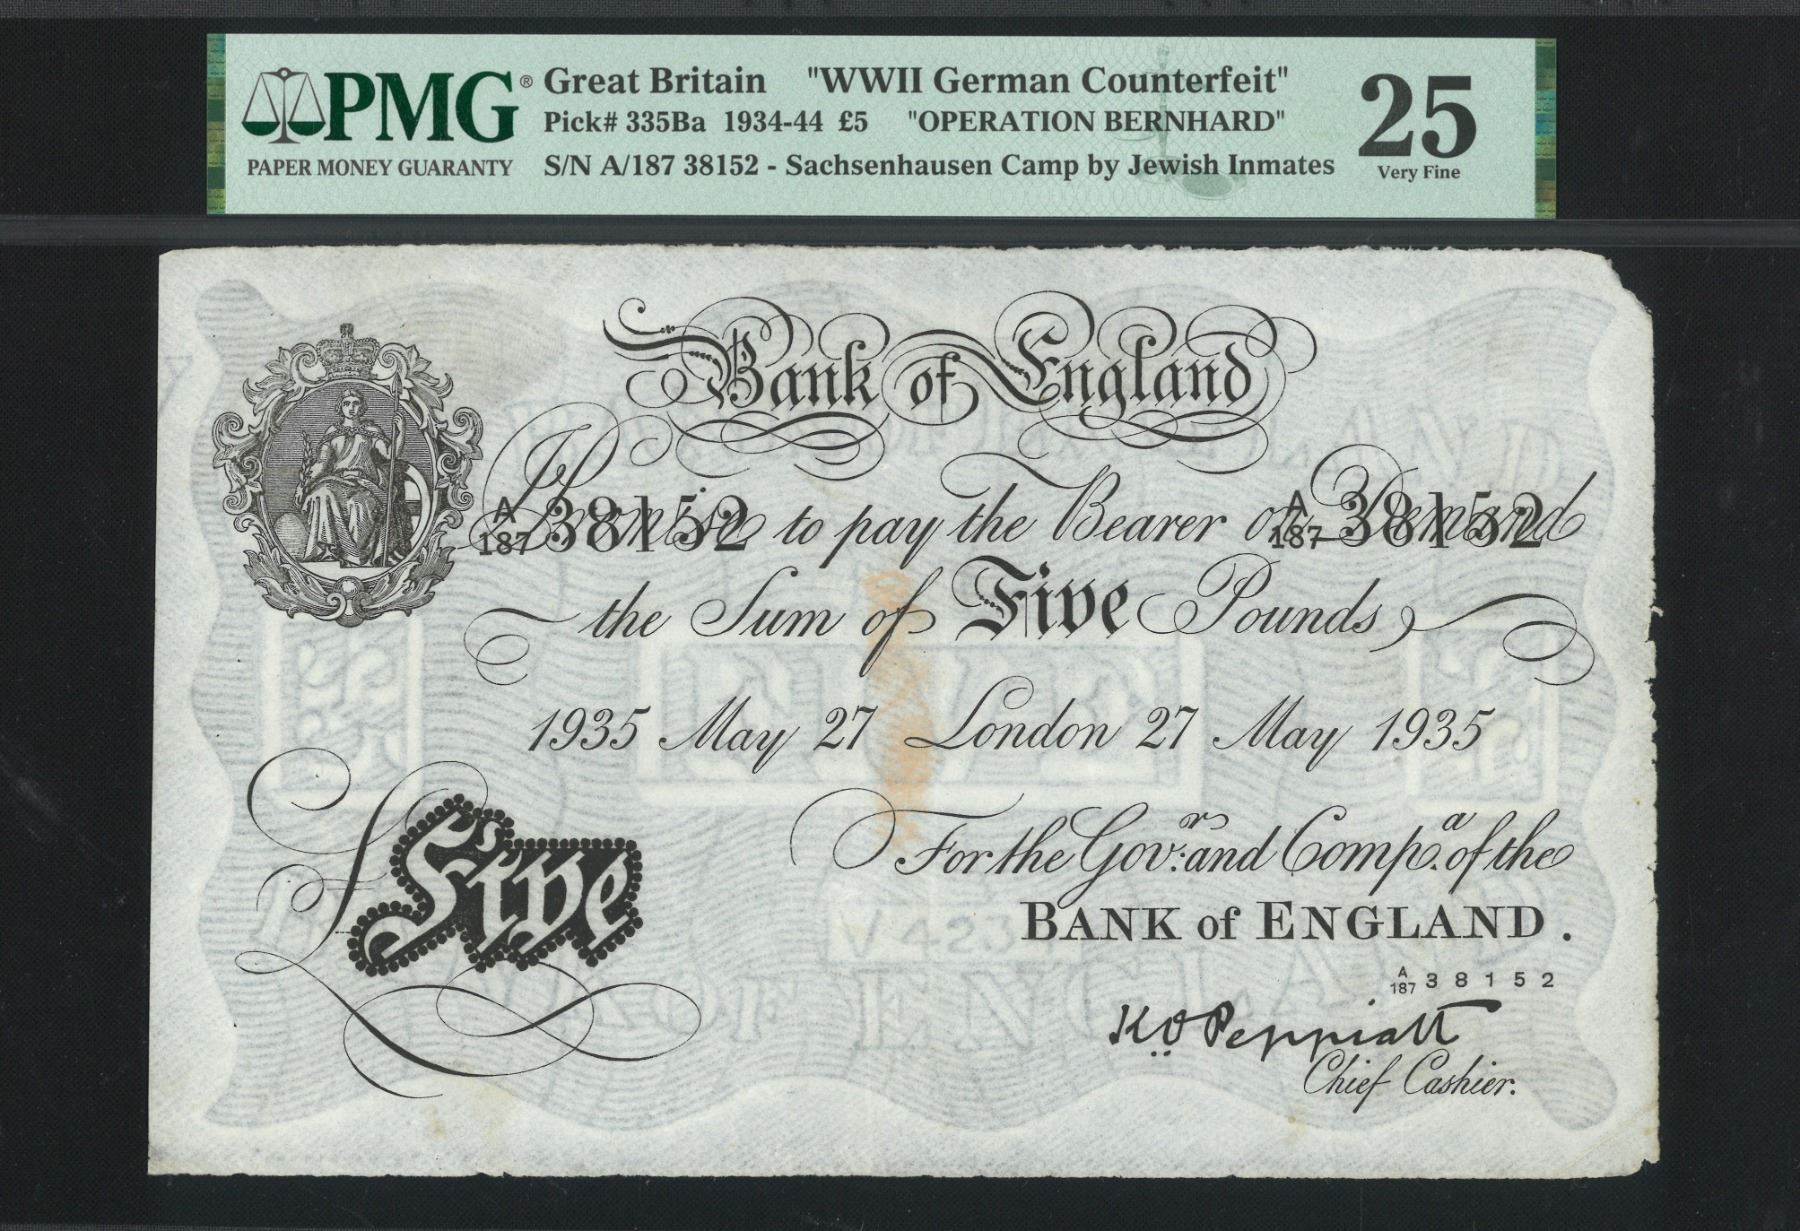 PMG®
PAPER MONEY GUARANTY
Great Britain "WWII German Counterfeit"
Pick# 335Ba 1934-44 £5 "OPERATION BERNHARD"
S/N A/187 38152 - Sachsenhausen Camp by Jewish Inmates
25
Very Fine
Bank of England
A/187 38152 A/187 38152
I Promise to pay the Bearer on Demand
the Sum of Five Pounds
1935 May 27 London 27 May 1935
For the Govr: and Compa. of the
BANK of ENGLAND.
£Five
A/187 38152
K.O. Peppiatt
Chief Cashier.